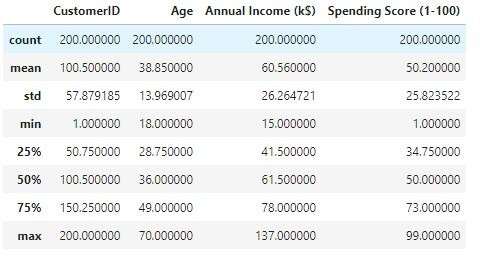 CustomerID Age Annual Income (k$) Spending Score (1-100)
count 200.000000 200.000000 200.000000 200.000000
mean 100.500000 38.850000 60.560000 50.200000
std 57.879185 13.969007 26.264721 25.823522
min 1.000000 18.000000 15.000000 1.000000
25% 50.750000 28.750000 41.500000 34.750000
50% 100.500000 36.000000 61.500000 50.000000
75% 150.250000 49.000000 78.000000 73.000000
max 200.000000 70.000000 137.000000 99.000000